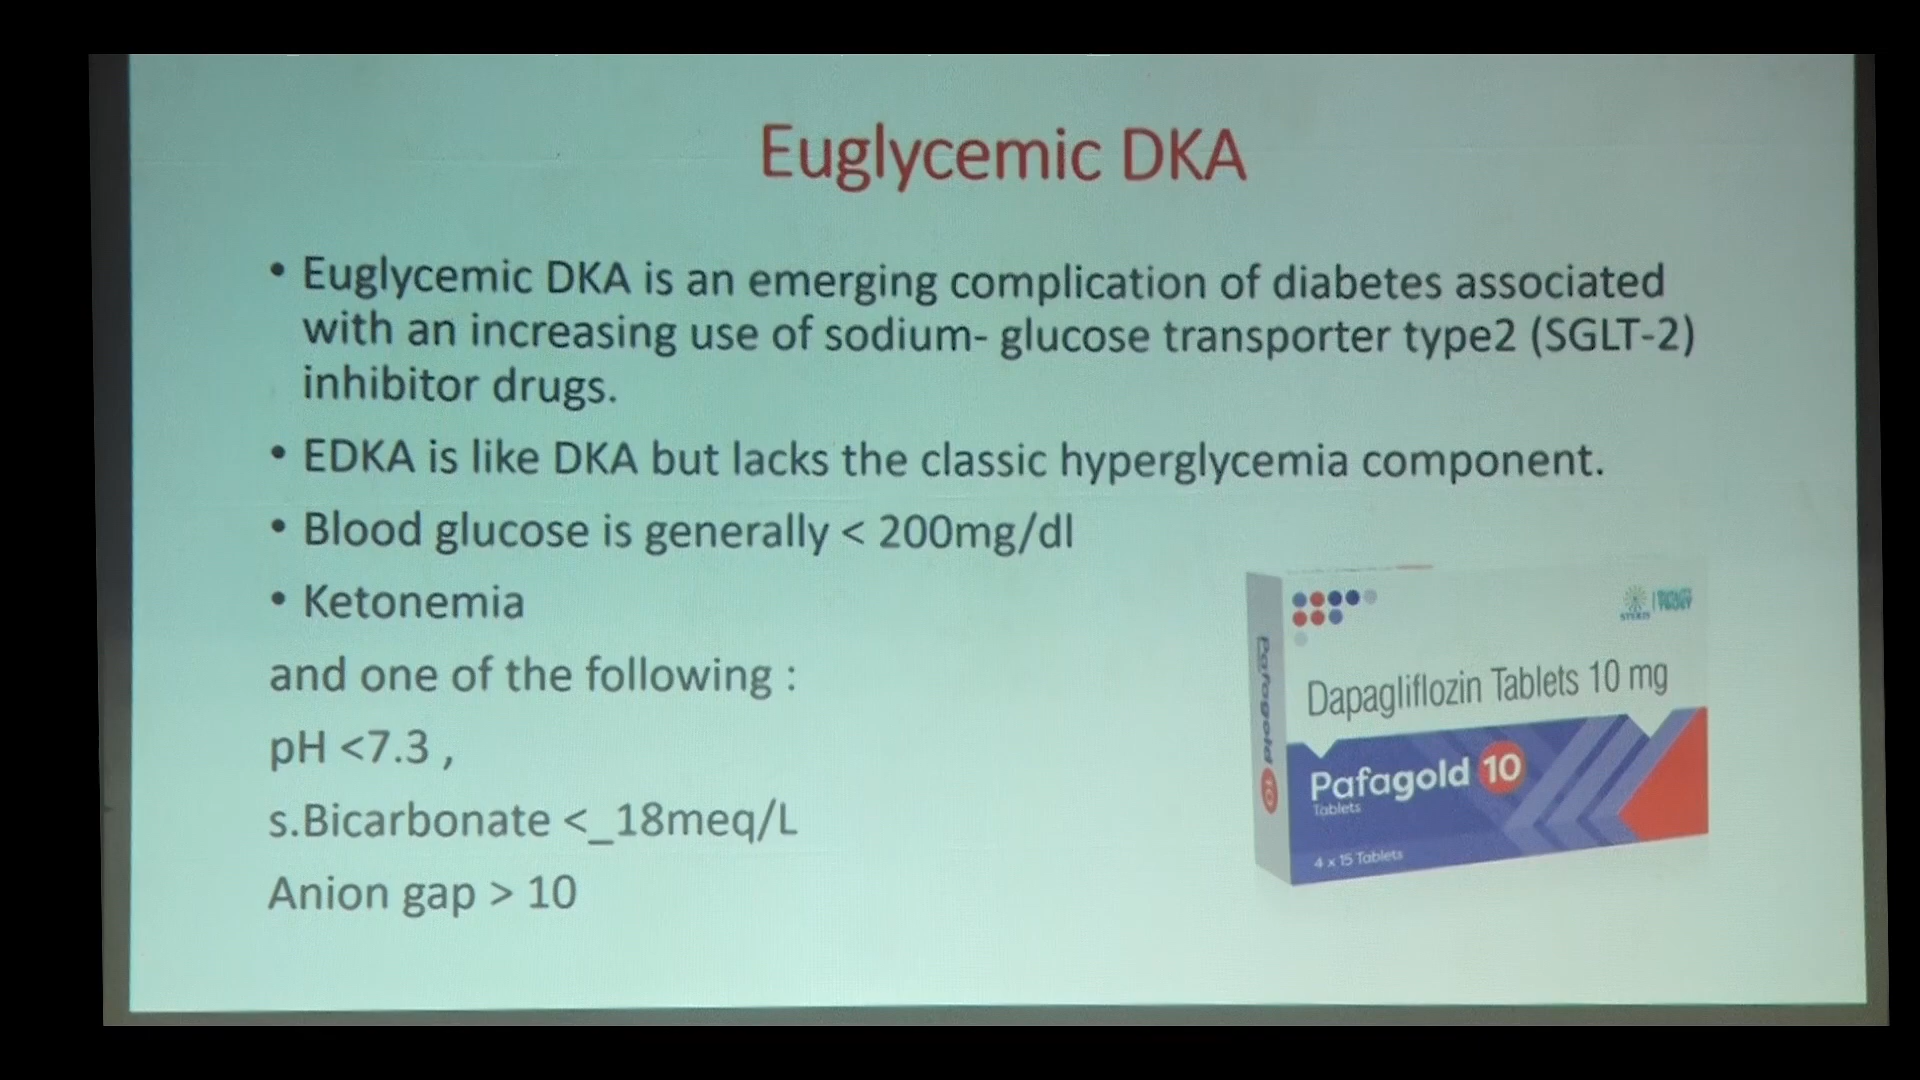 Euglycemic DKA
• Euglycemic DKA is an emerging complication of diabetes associated
with an increasing use of sodium- glucose transporter type2 (SGLT-2)
inhibitor drugs.
• EDKA is like DKA but lacks the classic hyperglycemia component.
• Blood glucose is generally < 200mg/dl
• Ketonemia
and one of the following :
pH <7.3 ,
s.Bicarbonate <_18meq/L
Anion gap > 10
STERIS
Dapagliflozin Tablets 10 mg
Pafagold 10
Tablets
4 x 15 Tablets
Pafagold 10